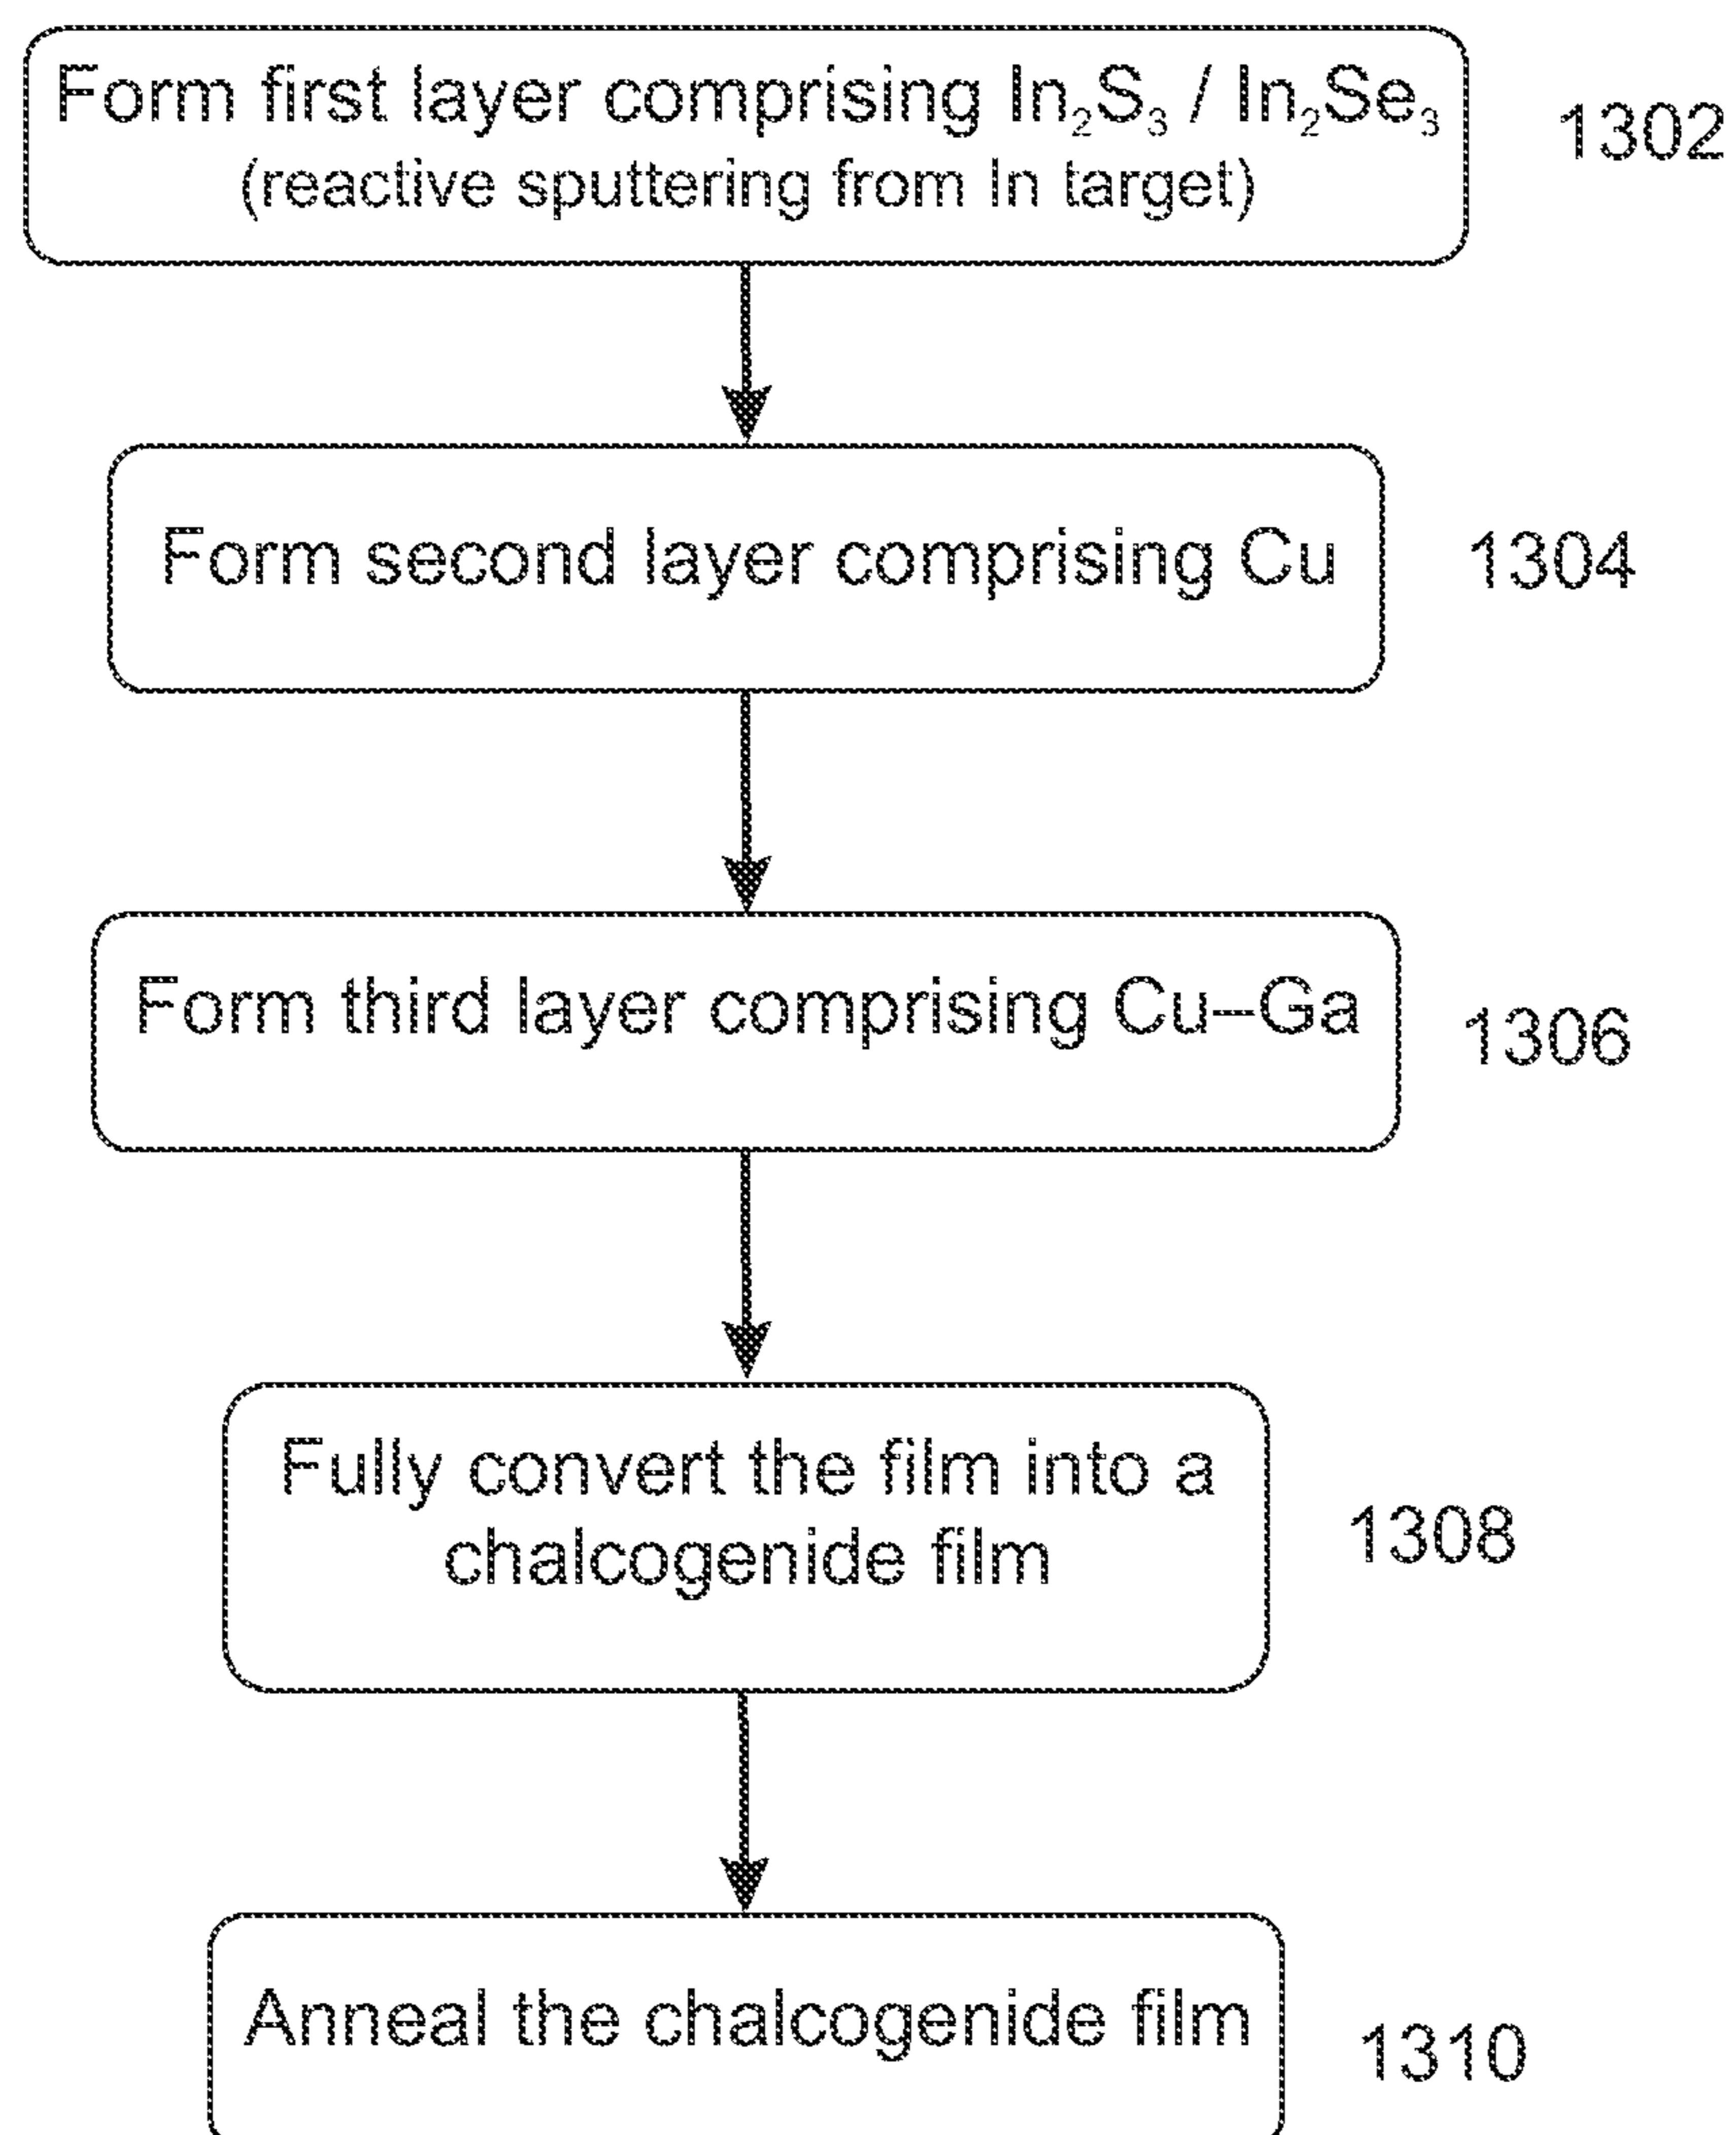 Form first layer comprising In₂S₃ / In₂Se₃
(reactive sputtering from In target)
1302
Form second layer comprising Cu
1304
Form third layer comprising Cu–Ga
1306
Fully convert the film into a
chalcogenide film
1308
Anneal the chalcogenide film
1310